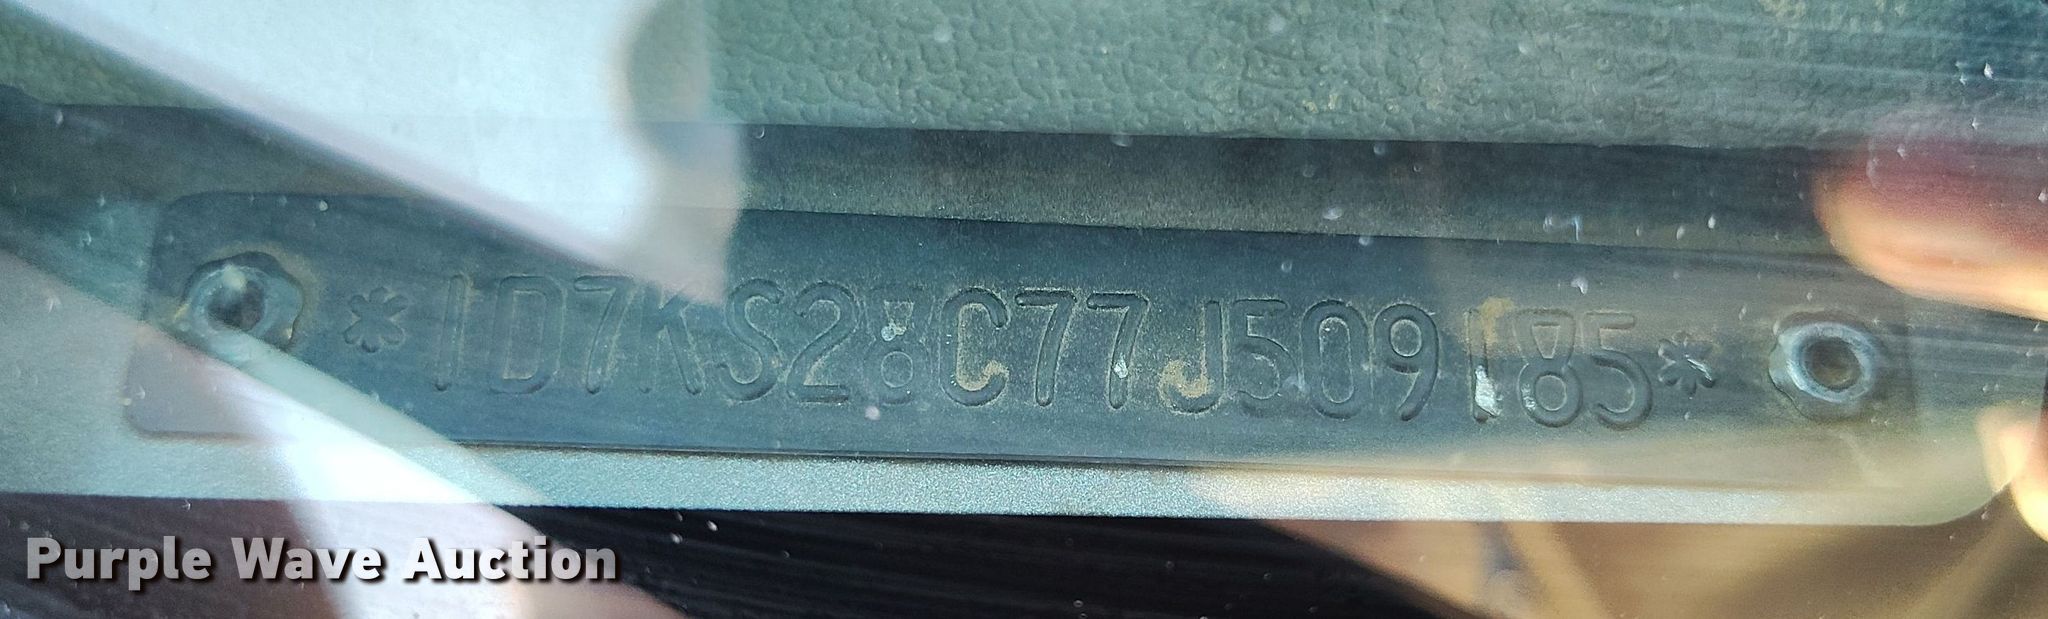 *1D7KS28C77J509185*
Purple Wave Auction